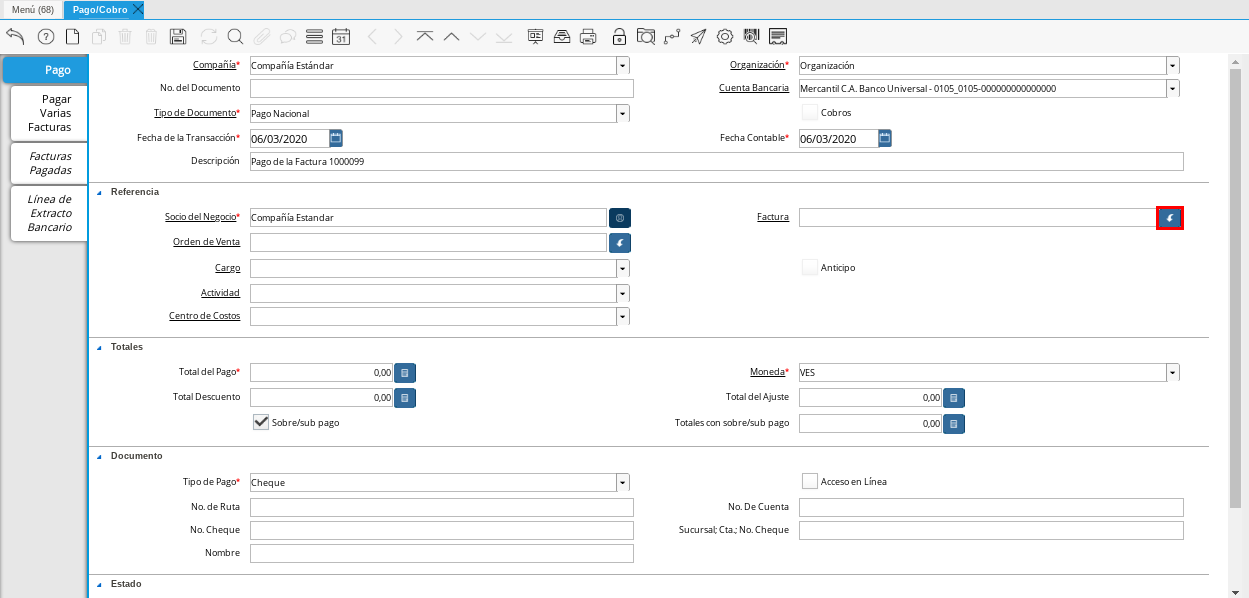 Menú (68)
Pago/Cobro
31
Pago
Pagar
Varias
Facturas
Facturas
Pagadas
Línea de
Extracto
Bancario
Compañía* Compañía Estándar Organización* Organización
No. del Documento Cuenta Bancaria Mercantil C.A. Banco Universal - 0105_0105-000000000000000
Tipo de Documento* Pago Nacional Cobros
Fecha de la Transacción* 06/03/2020 Fecha Contable* 06/03/2020
Descripción Pago de la Factura 1000099
Referencia
Socio del Negocio* Compañía Estandar Factura
Orden de Venta
Cargo Anticipo
Actividad
Centro de Costos
Totales
Total del Pago* 0,00 Moneda* VES
Total Descuento 0,00 Total del Ajuste 0,00
Sobre/sub pago Totales con sobre/sub pago 0,00
Documento
Tipo de Pago* Cheque Acceso en Línea
No. de Ruta No. De Cuenta
No. Cheque Sucursal; Cta.; No. Cheque
Nombre
Estado